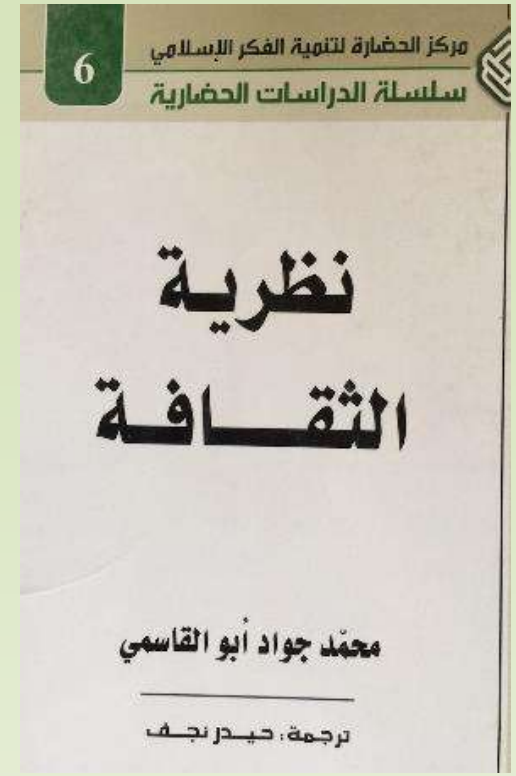 مركز الحضارة لتنمية الفكر الإسلامي
سلسلة الدراسات الحضارية
6
نظرية
الثقافة
محمّد جواد أبو القاسمي
ترجمة: حيدر نجف